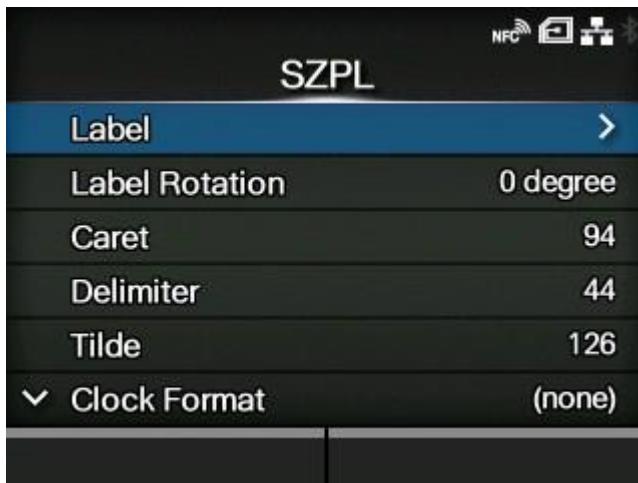 NFC
SZPL
Label
Label Rotation 0 degree
Caret 94
Delimiter 44
Tilde 126
Clock Format (none)